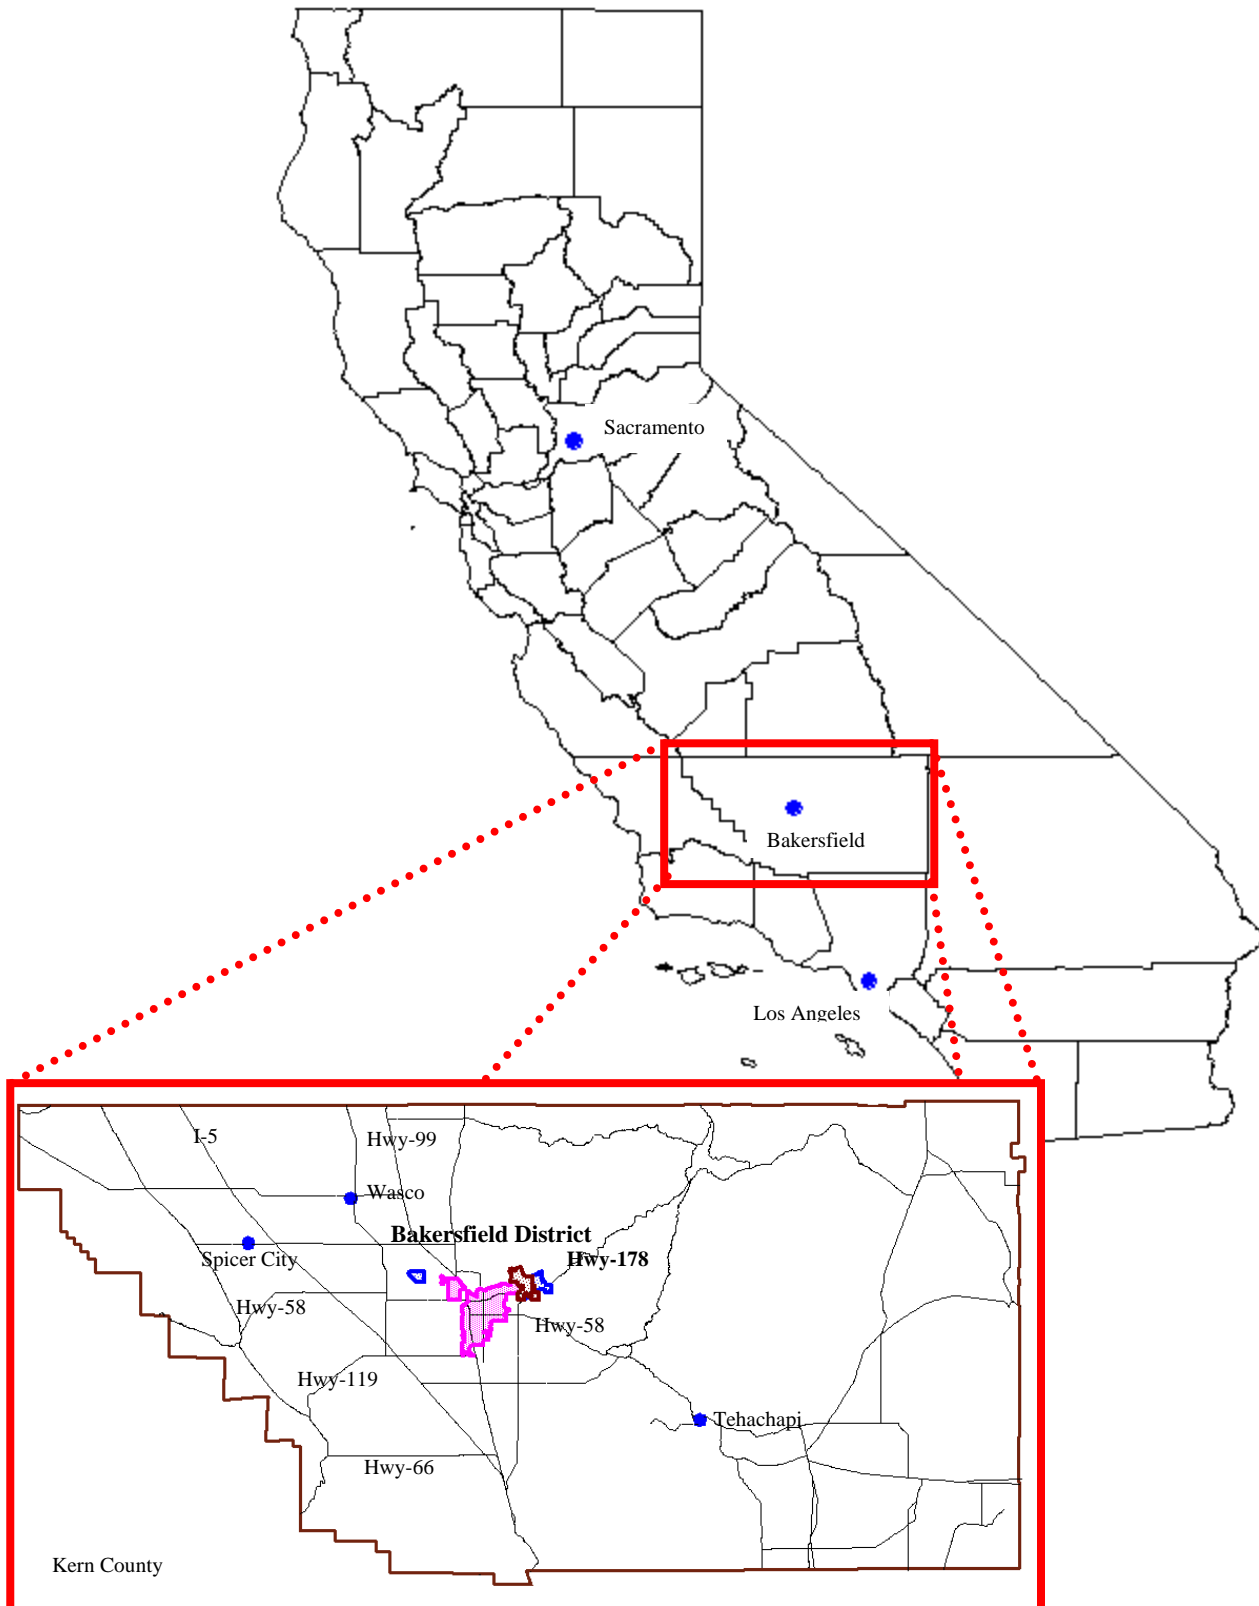 Sacramento
Bakersfield
Los Angeles
I-5
Hwy-99
Wasco
Bakersfield District
Spicer City
Hwy-178
Hwy-58
Hwy-58
Hwy-119
Tehachapi
Hwy-66
Kern County